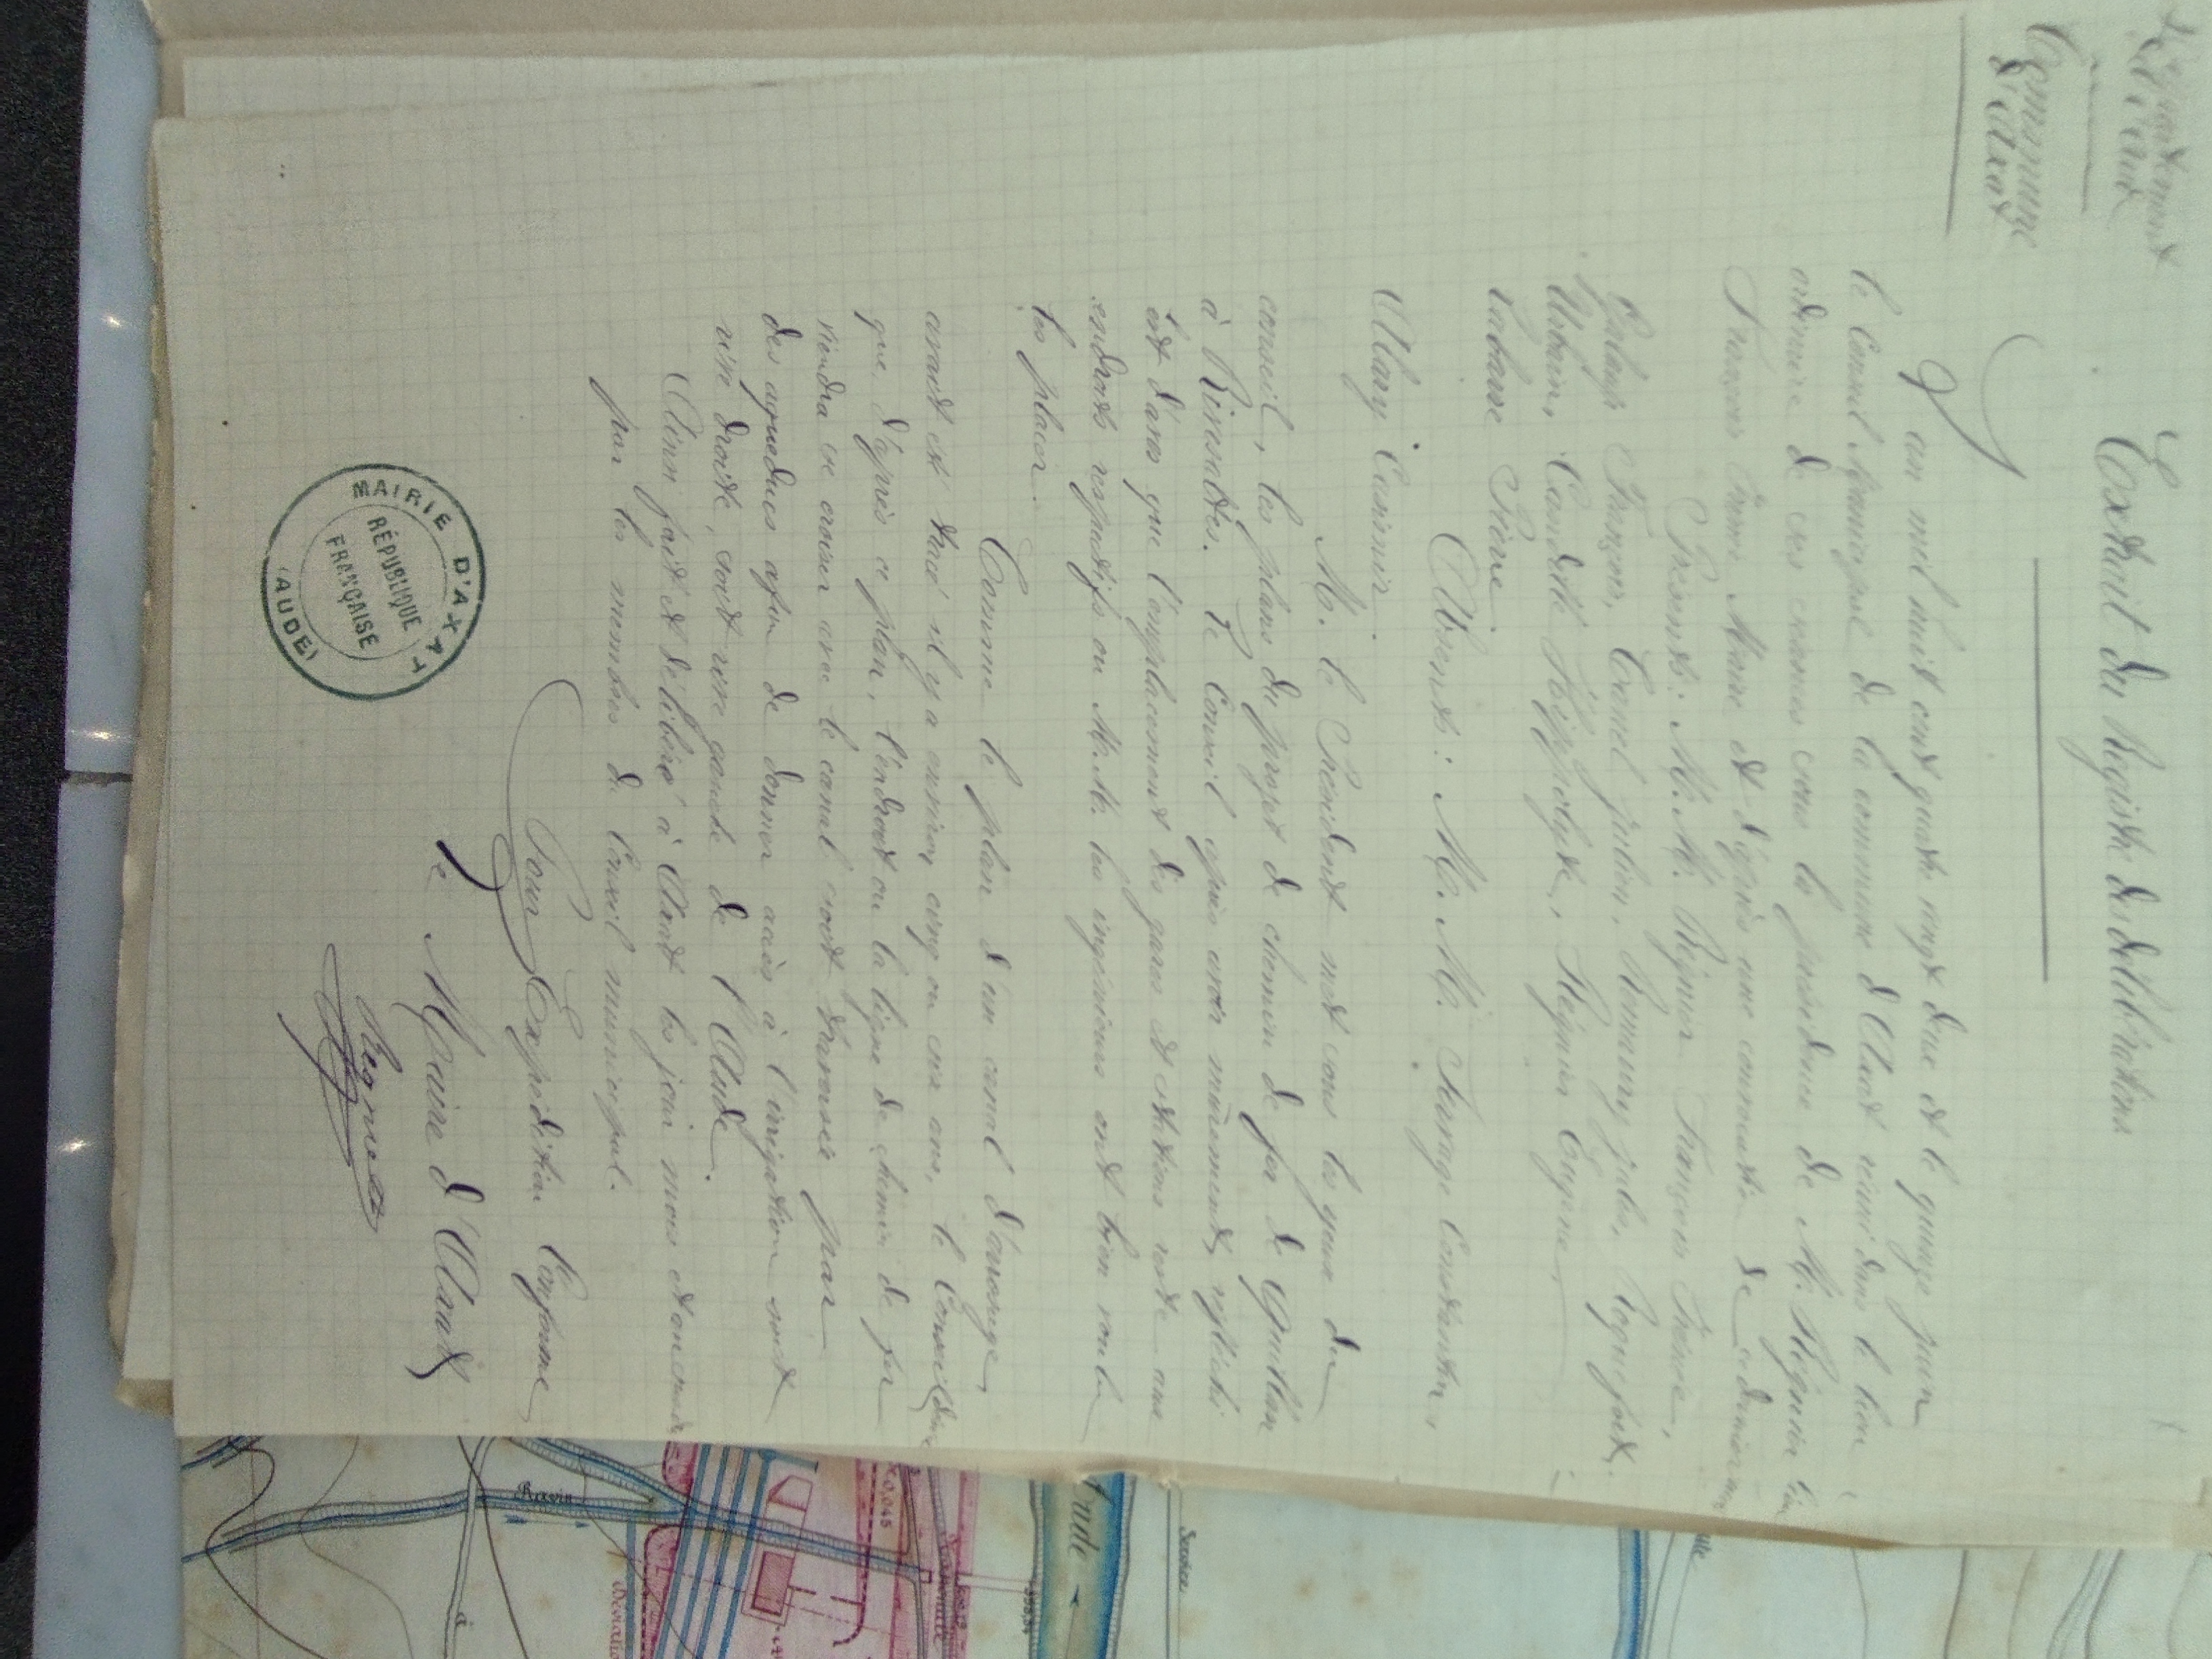 Département
de l'Aude
Commune
d'Axat
Extrait du Registre des délibérations
L'an mil huit cent quatre vingt deux et le quinze juin
le Conseil Municipal de la commune d'Axat réuni dans le lieu
ordinaire de ses séances sous la présidence de M. Régnier
François Irénée Maire et d'après une convocation de ce dernier
Présents: M.M. Régnier François Irénée,
Galaup François, Canel Julien, Romaury Jules, Roquefort
Urbain, Candille Hippolyte, Régnier Eugène
Labarre Pierre.
Absents: M.M. Servage Constantin,
Alary Casimir.
M. le Président met sous les yeux du
conseil, les plans du projet de chemin de fer de Quillan
à Rivesaltes. Le Conseil après avoir mûrement réfléchi
est d'avis que l'emplacement des gares et stations reste aux
endroits respectifs ou M.M. les ingénieurs ont bien voulu
les placer.
Comme le plan d'un canal d'arrosage
avait été tracé il y a environ cinq ou six ans, le Conseil désire
que d'après ce plan, l'endroit ou la ligne de chemin de fer
viendra se croiser avec le canal soit traversée par
des aqueducs afin de donner accès à l'irrigation soit
rive droite, soit rive gauche de l'Aude.
Ainsi fait et délibéré à Axat les jour mois et an
par les membres du Conseil municipal.
Pour Expédition Conforme
Le Maire d'Axat
Regnier
MAIRIE D'AXAT
RÉPUBLIQUE
FRANÇAISE
(AUDE)
Service
Aude
0,045
Ravin
à